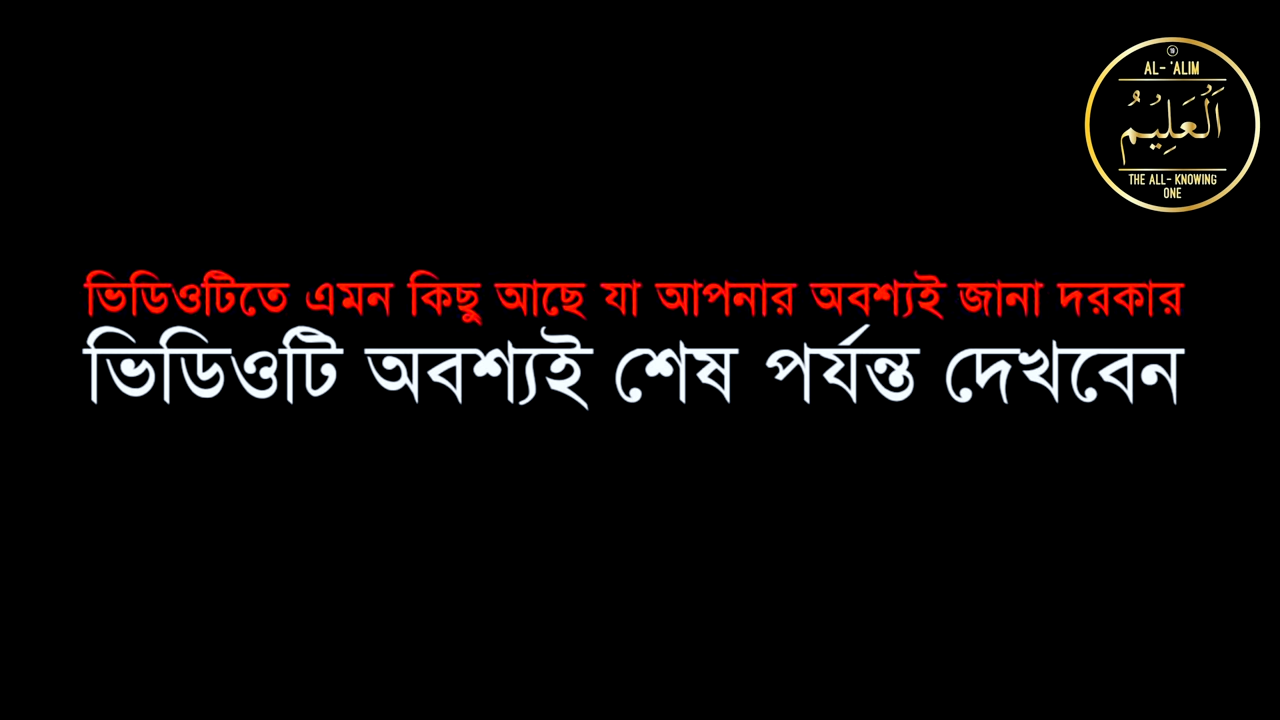 10
AL- 'ALIM
اَلْعَلِيْمُ
THE ALL- KNOWING
ONE
ভিডিওটিতে এমন কিছু আছে যা আপনার অবশ্যই জানা দরকার
ভিডিওটি অবশ্যই শেষ পর্যন্ত দেখবেন